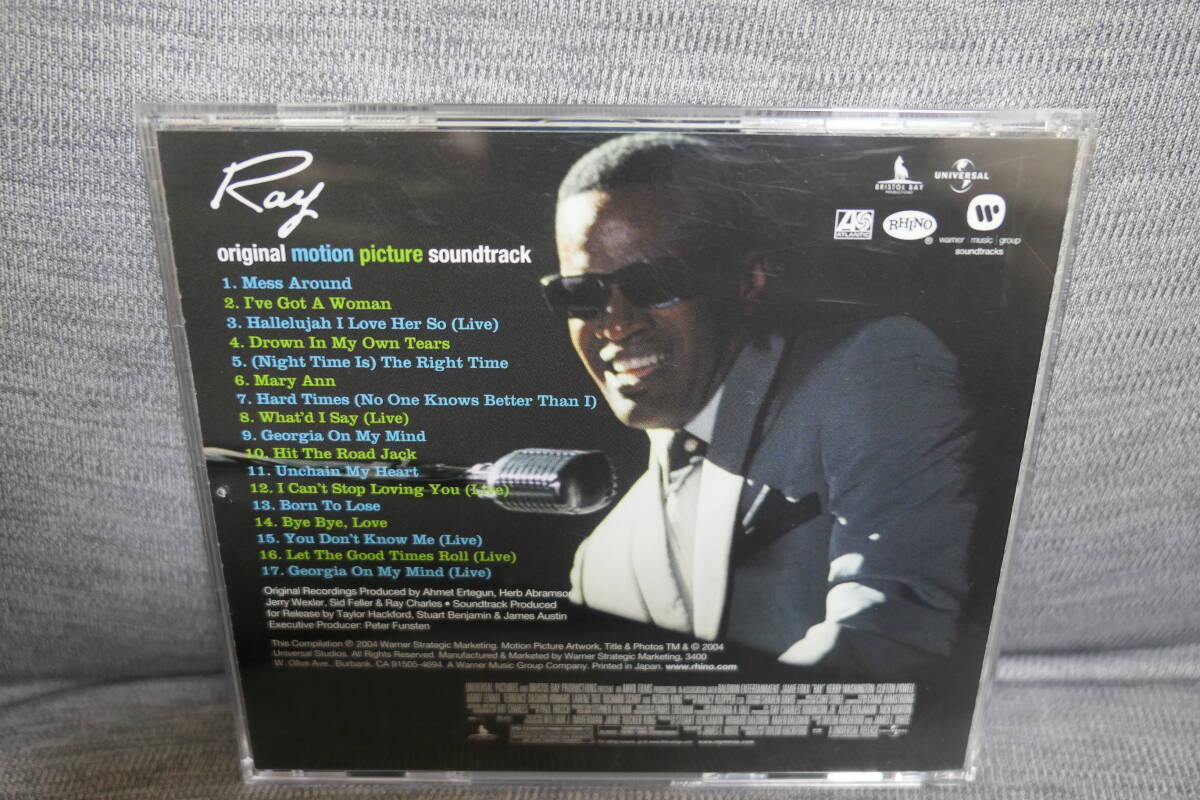 Ray
original motion picture soundtrack
BRISTOL BAY
PRODUCTIONS
UNIVERSAL
ATLANTIC
RHINO
®
warner music group
soundtracks
1. Mess Around
2. I've Got A Woman
3. Hallelujah I Love Her So (Live)
4. Drown In My Own Tears
5. (Night Time Is) The Right Time
6. Mary Ann
7. Hard Times (No One Knows Better Than I)
8. What'd I Say (Live)
9. Georgia On My Mind
10. Hit The Road Jack
11. Unchain My Heart
12. I Can't Stop Loving You (Live)
13. Born To Lose
14. Bye Bye, Love
15. You Don't Know Me (Live)
16. Let The Good Times Roll (Live)
17. Georgia On My Mind (Live)
Original Recordings Produced by Ahmet Ertegun, Herb Abramson
Jerry Wexler, Sid Feller & Ray Charles • Soundtrack Produced
for Release by Taylor Hackford, Stuart Benjamin & James Austin
Executive Producer: Peter Funsten
This Compilation ℗ 2004 Warner Strategic Marketing. Motion Picture Artwork, Title & Photos TM & © 2004
Universal Studios. All Rights Reserved. Manufactured & Marketed by Warner Strategic Marketing, 3400
W. Olive Ave., Burbank, CA 91505-4694. A Warner Music Group Company. Printed in Japan. www.rhino.com